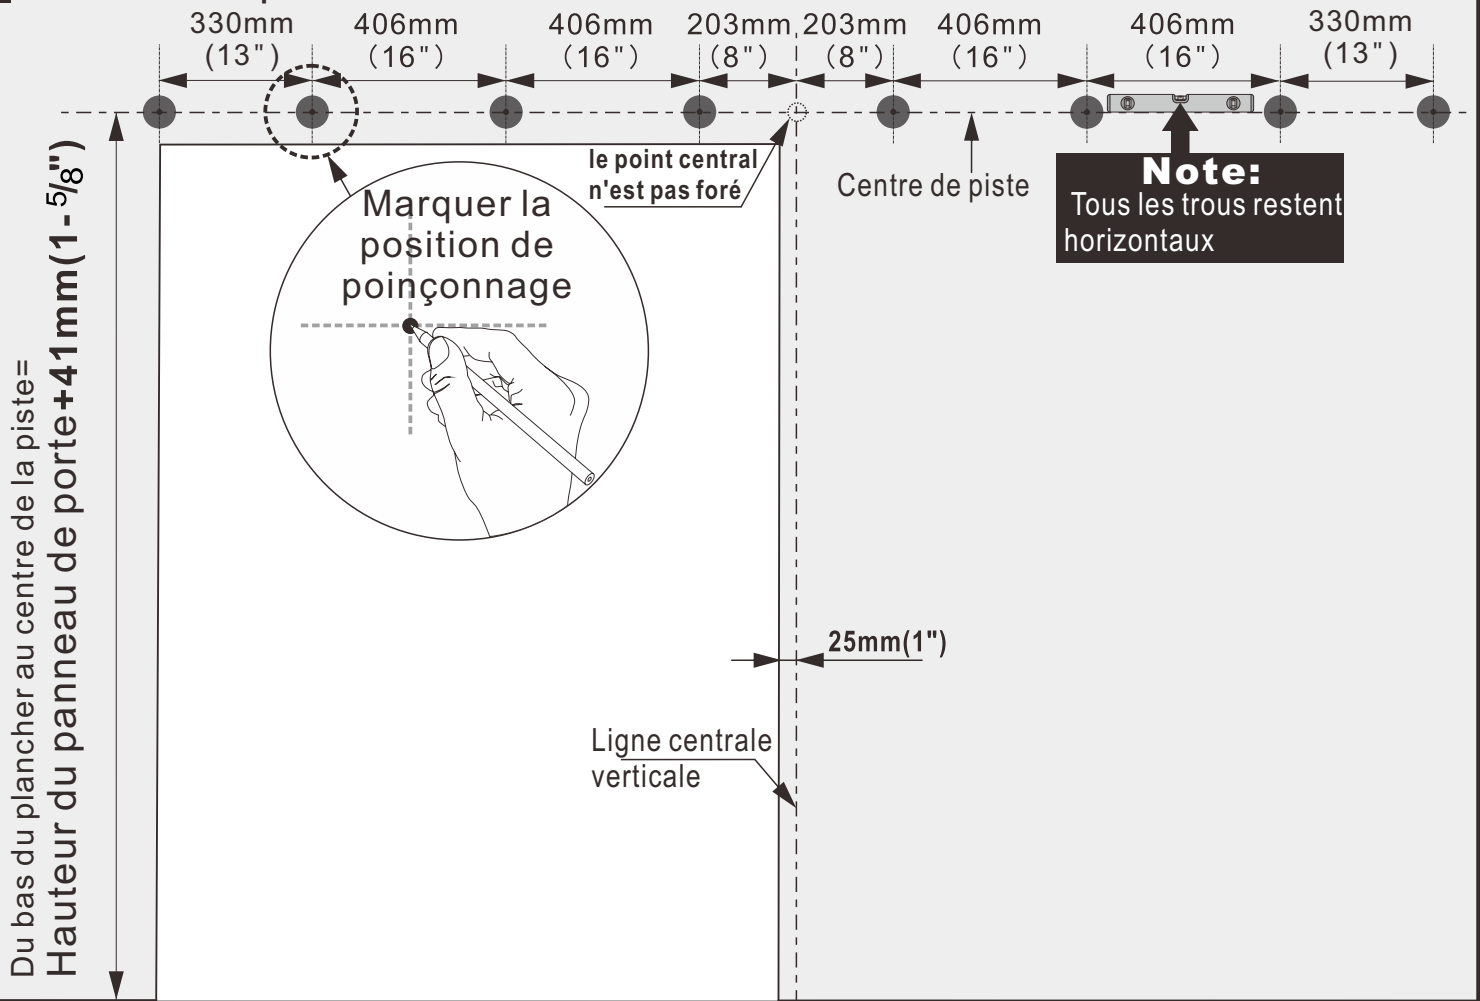 330mm
(13")
406mm
(16")
406mm
(16")
203mm
(8")
203mm
(8")
406mm
(16")
406mm
(16")
330mm
(13")
le point central
n'est pas foré
Centre de piste
Note:
Tous les trous restent
horizontaux
Marquer la
position de
poinçonnage
Du bas du plancher au centre de la piste=
Hauteur du panneau de porte+41mm(1-5/8")
25mm(1")
Ligne centrale
verticale